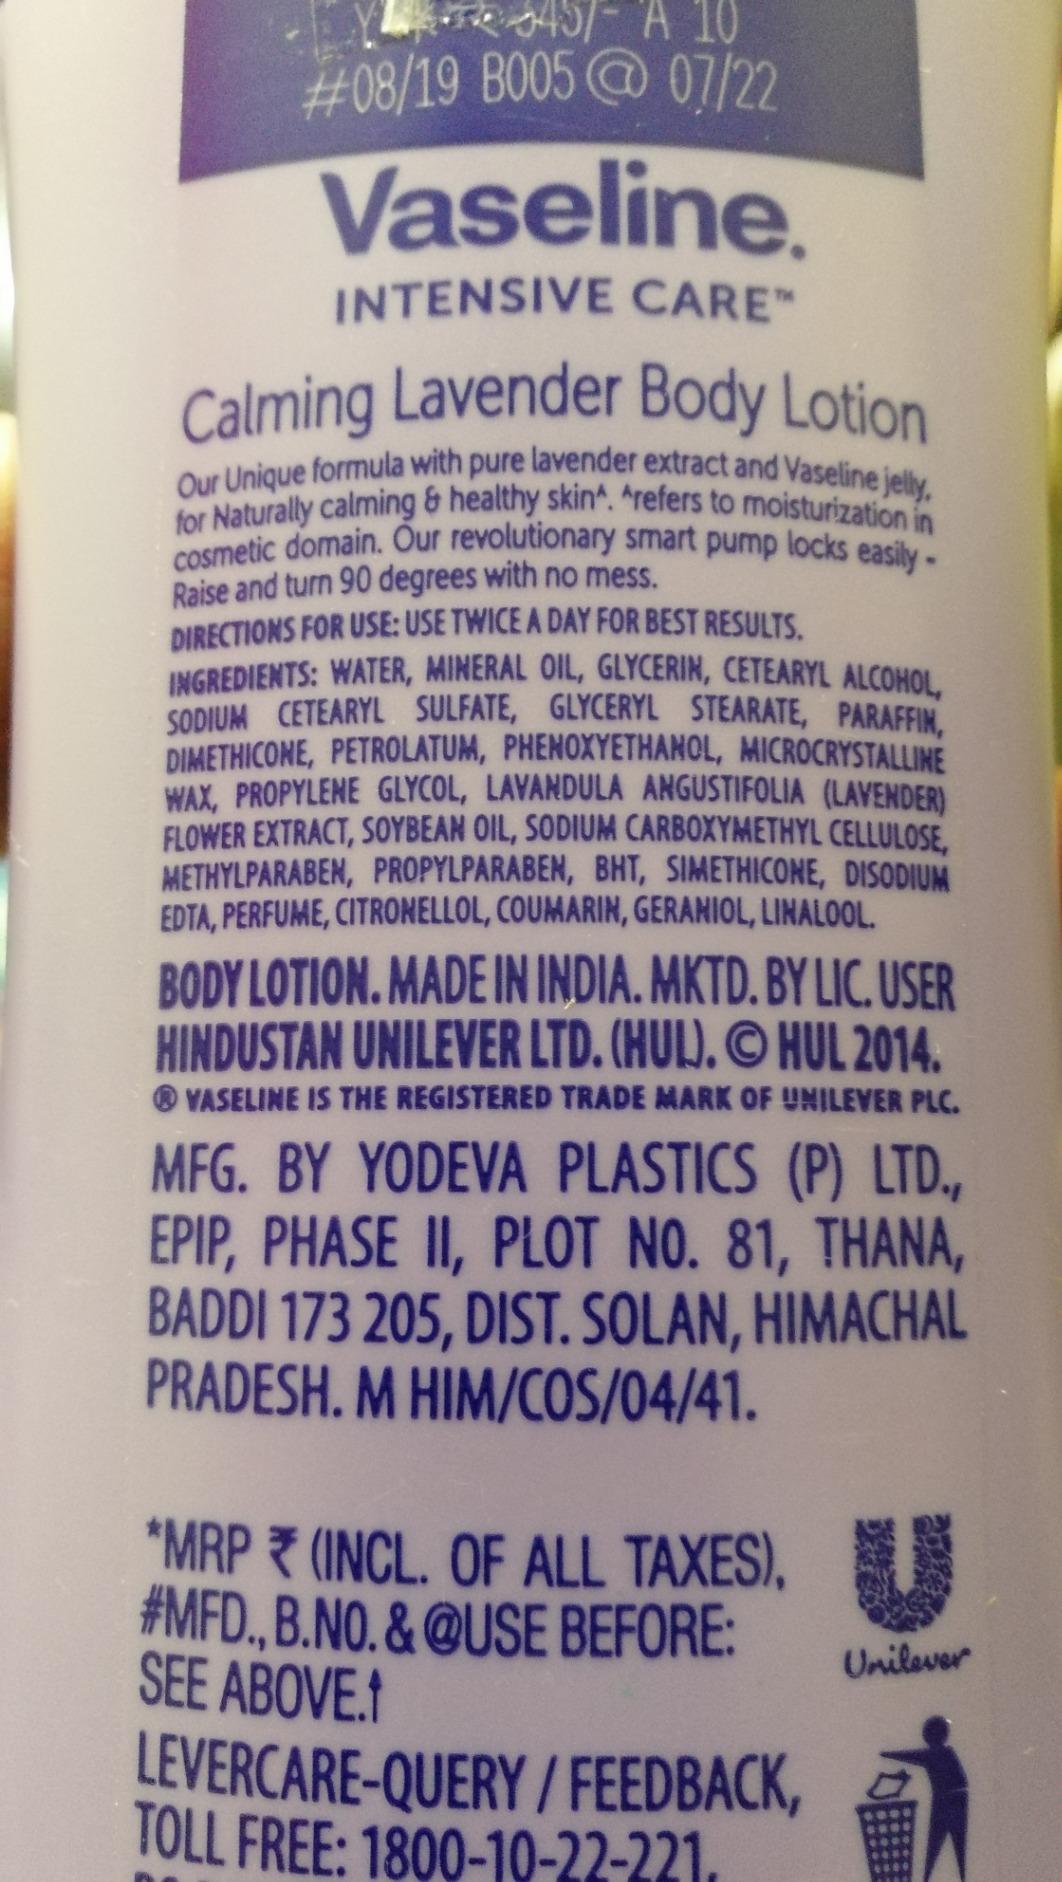 345/- A 10
#08/19 B005 @ 07/22
Vaseline.
INTENSIVE CARE™
Calming Lavender Body Lotion
Our Unique formula with pure lavender extract and Vaseline jelly,
for Naturally calming & healthy skin^. ^refers to moisturization in
cosmetic domain. Our revolutionary smart pump locks easily -
Raise and turn 90 degrees with no mess.
DIRECTIONS FOR USE: USE TWICE A DAY FOR BEST RESULTS.
INGREDIENTS: WATER, MINERAL OIL, GLYCERIN, CETEARYL ALCOHOL,
SODIUM CETEARYL SULFATE, GLYCERYL STEARATE, PARAFFIN,
DIMETHICONE, PETROLATUM, PHENOXYETHANOL, MICROCRYSTALLINE
WAX, PROPYLENE GLYCOL, LAVANDULA ANGUSTIFOLIA (LAVENDER)
FLOWER EXTRACT, SOYBEAN OIL, SODIUM CARBOXYMETHYL CELLULOSE,
METHYLPARABEN, PROPYLPARABEN, BHT, SIMETHICONE, DISODIUM
EDTA, PERFUME, CITRONELLOL, COUMARIN, GERANIOL, LINALOOL.
BODY LOTION. MADE IN INDIA. MKTD. BY LIC. USER
HINDUSTAN UNILEVER LTD. (HUL). © HUL 2014.
® VASELINE IS THE REGISTERED TRADE MARK OF UNILEVER PLC.
MFG. BY YODEVA PLASTICS (P) LTD.,
EPIP, PHASE II, PLOT NO. 81, THANA,
BADDI 173 205, DIST. SOLAN, HIMACHAL
PRADESH. M HIM/COS/04/41.
*MRP ₹ (INCL. OF ALL TAXES),
#MFD., B.NO. & @USE BEFORE:
SEE ABOVE.↑
Unilever
LEVERCARE-QUERY / FEEDBACK,
TOLL FREE: 1800-10-22-221,